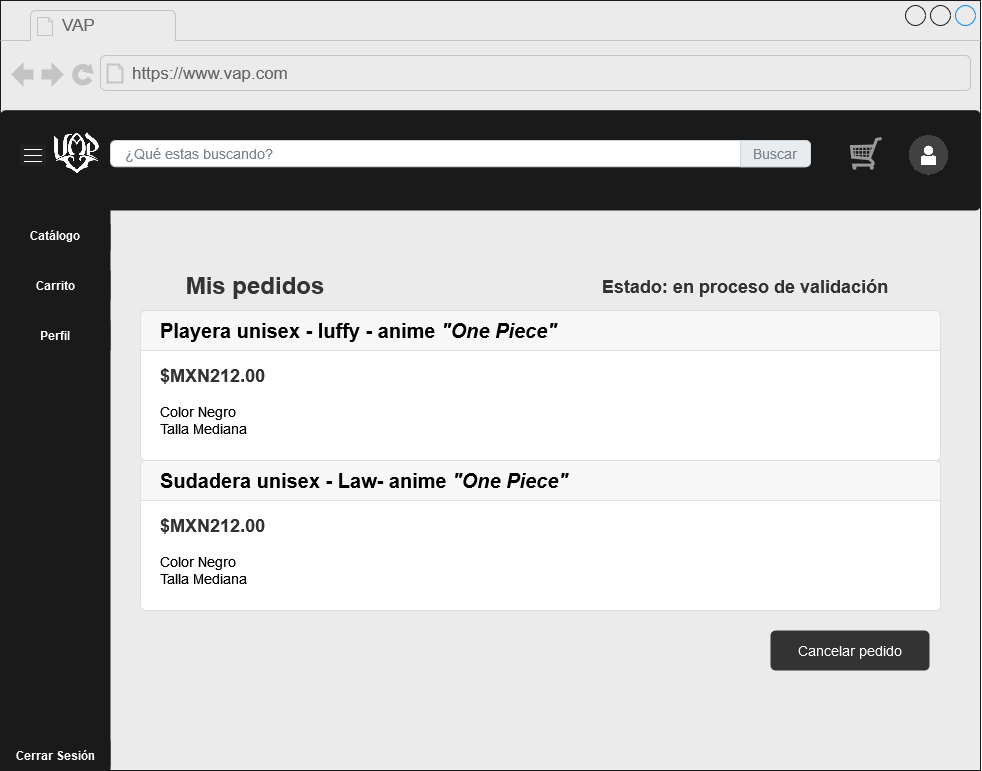 VAP
https://www.vap.com
VAP
¿Qué estas buscando?
Buscar
Catálogo
Carrito
Perfil
Mis pedidos
Estado: en proceso de validación
Playera unisex - luffy - anime "One Piece"
$MXN212.00
Color Negro
Talla Mediana
Sudadera unisex - Law- anime "One Piece"
$MXN212.00
Color Negro
Talla Mediana
Cancelar pedido
Cerrar Sesión